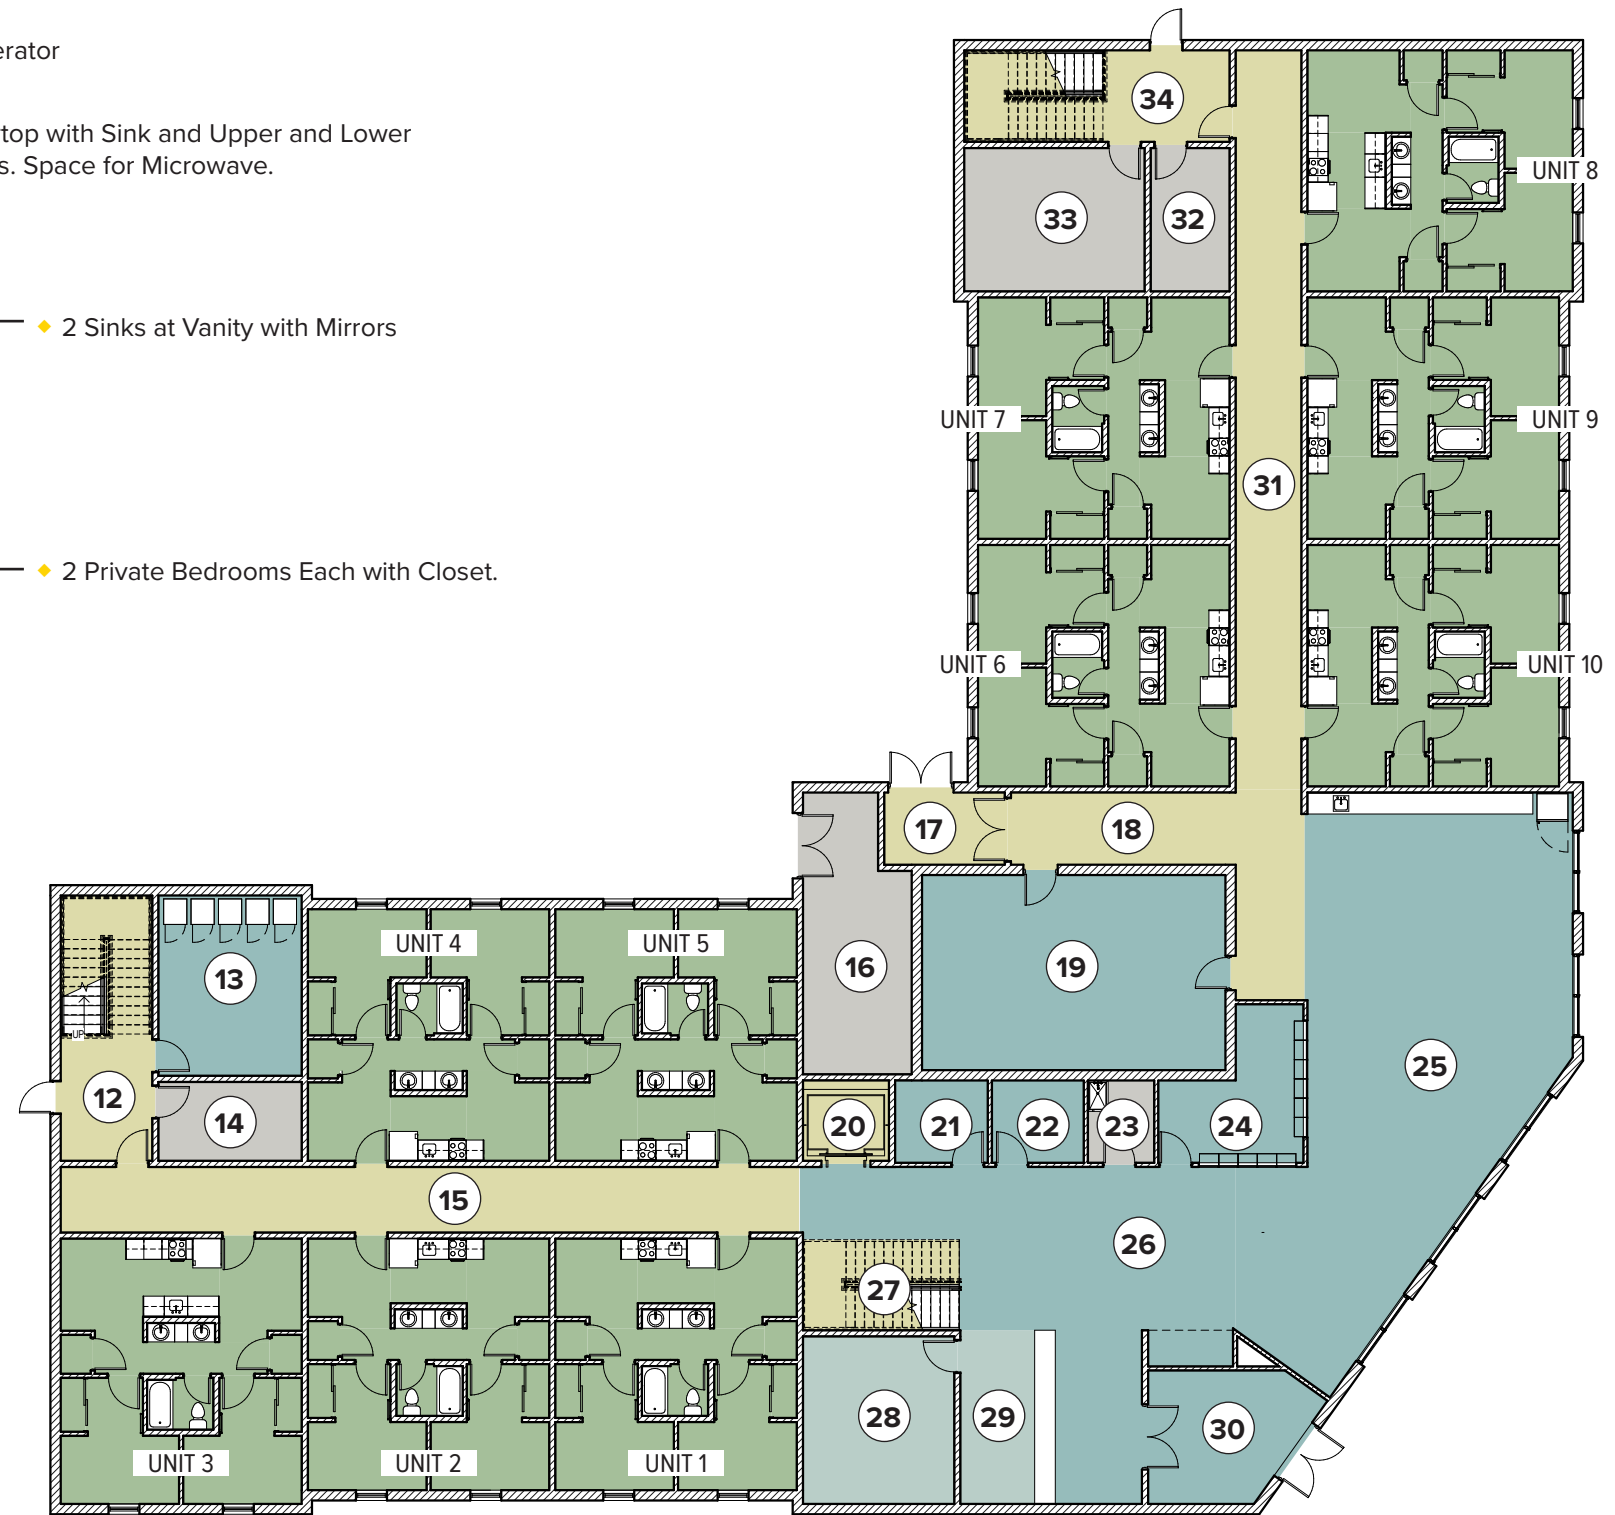 erator
top with Sink and Upper and Lower
s. Space for Microwave.
2 Sinks at Vanity with Mirrors
2 Private Bedrooms Each with Closet.
34
UNIT 8
33
32
UNIT 7
UNIT 9
31
UNIT 6
UNIT 10
17
18
UNIT 4
UNIT 5
13
16
19
UP
25
12
14
20
21
22
23
24
15
26
27
28
29
30
UNIT 3
UNIT 2
UNIT 1